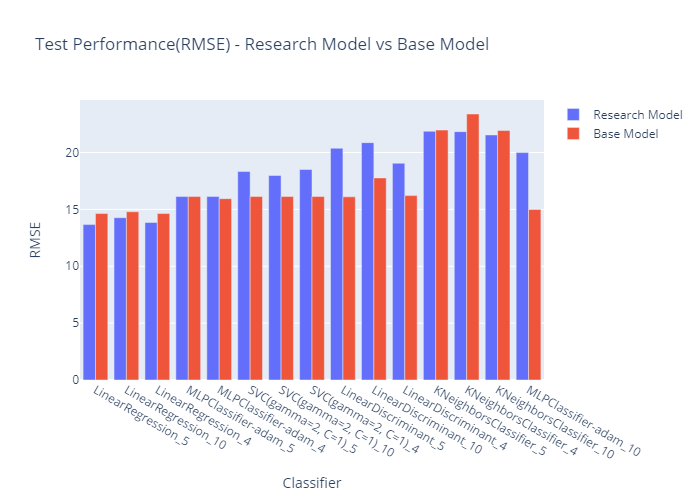 Test Performance(RMSE) - Research Model vs Base Model
Research Model
Base Model
RMSE
20
15
10
5
0
LinearRegression_5
LinearRegression_10
LinearRegression_4
MLPClassifier-adam_5
MLPClassifier-adam_4
SVC(gamma=2, C=1)_5
SVC(gamma=2, C=1)_10
SVC(gamma=2, C=1)_4
LinearDiscriminant_5
LinearDiscriminant_10
LinearDiscriminant_4
KNeighborsClassifier_5
KNeighborsClassifier_4
KNeighborsClassifier_10
MLPClassifier-adam_10
Classifier